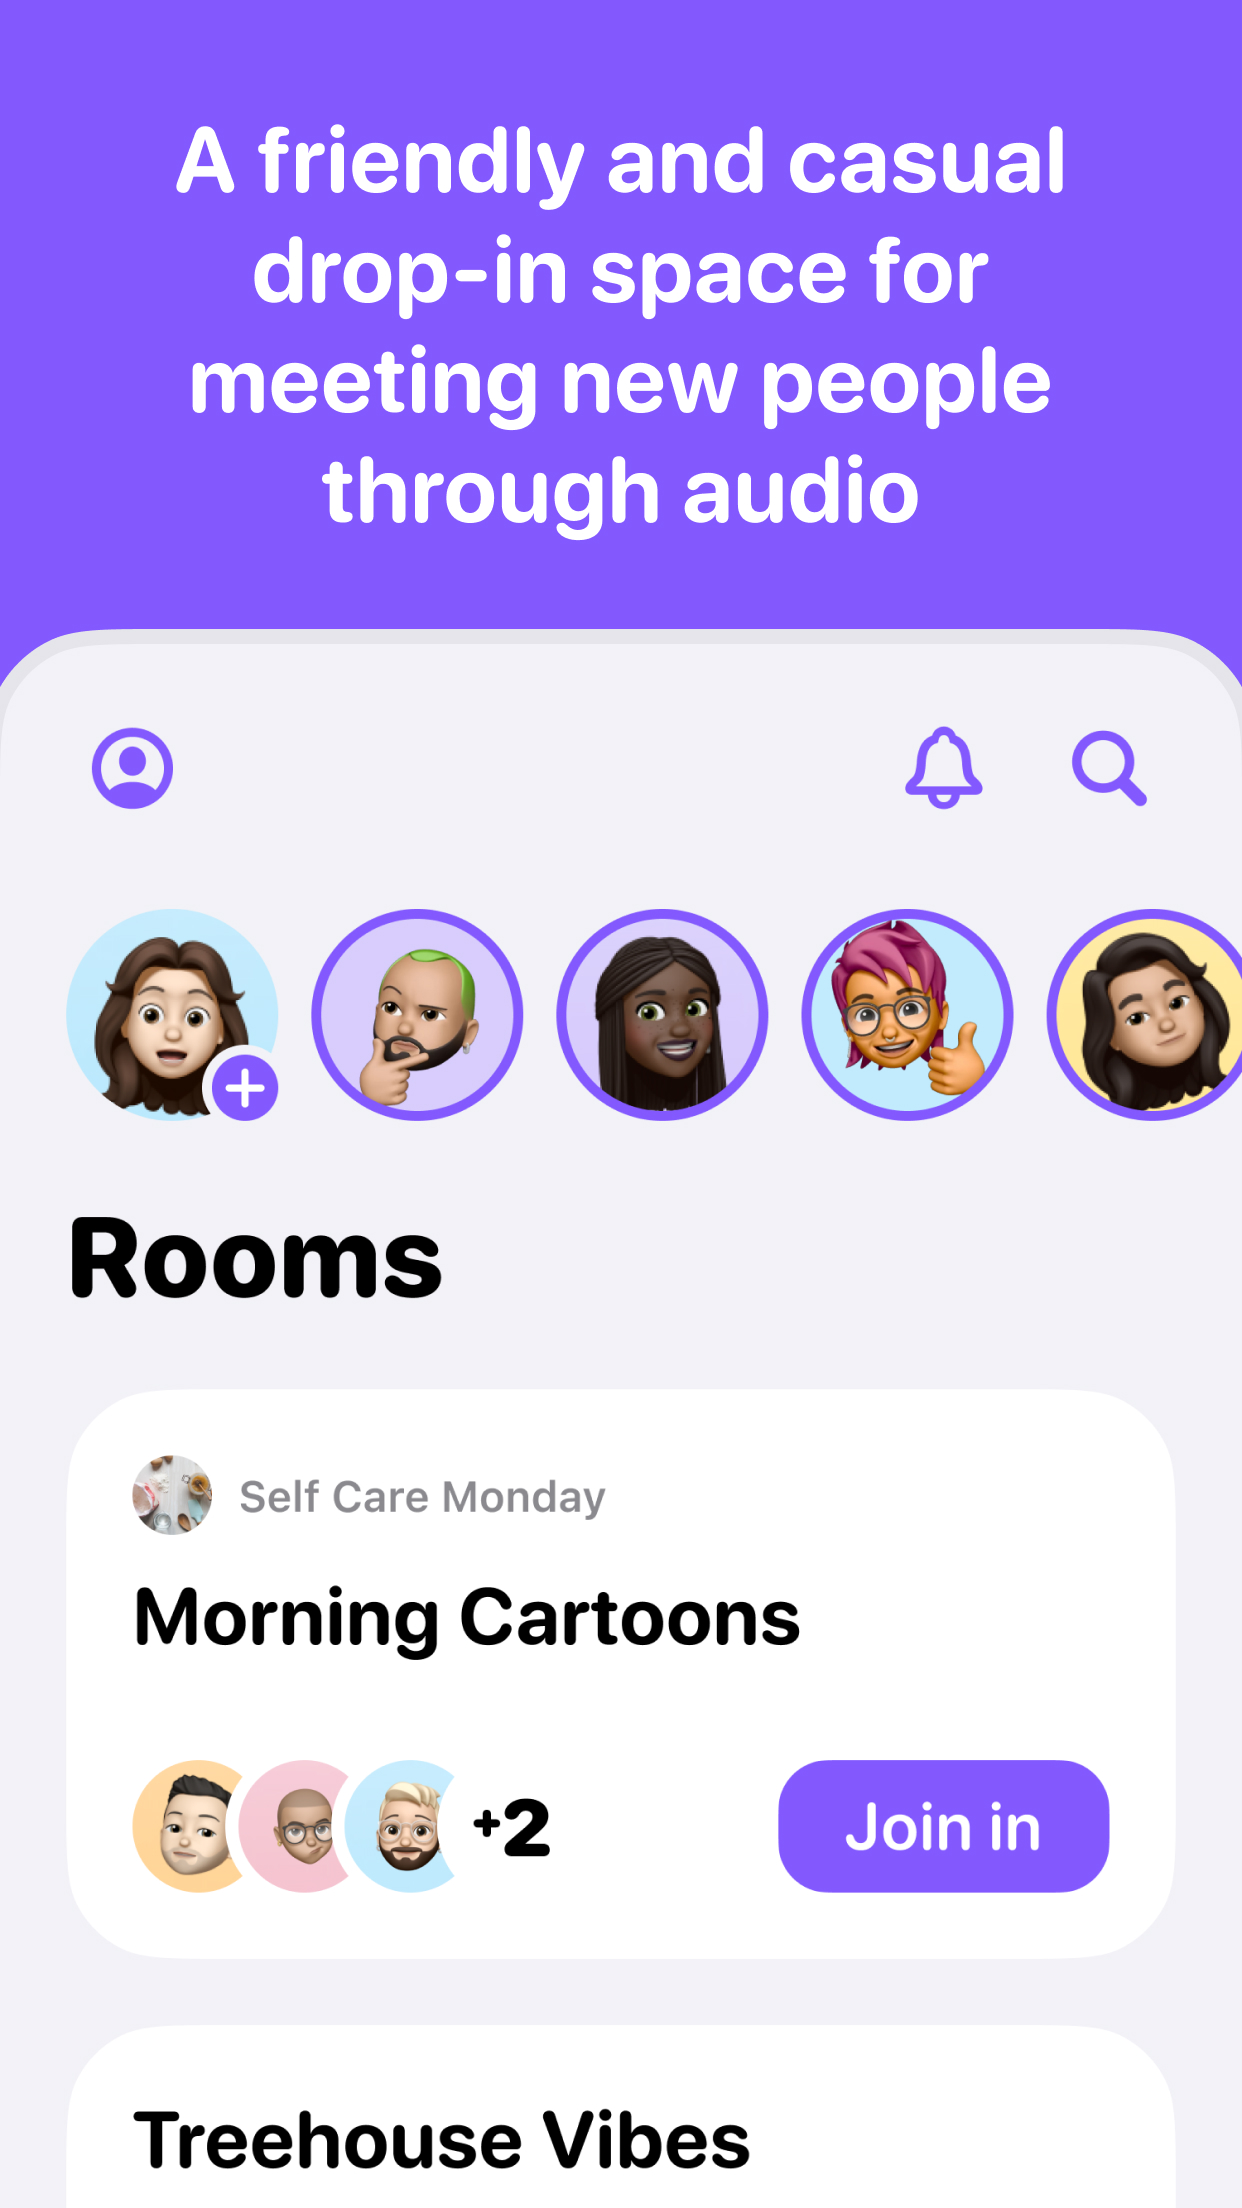 A friendly and casual
drop-in space for
meeting new people
through audio
Rooms
Self Care Monday
Morning Cartoons
+2
Join in
Treehouse Vibes